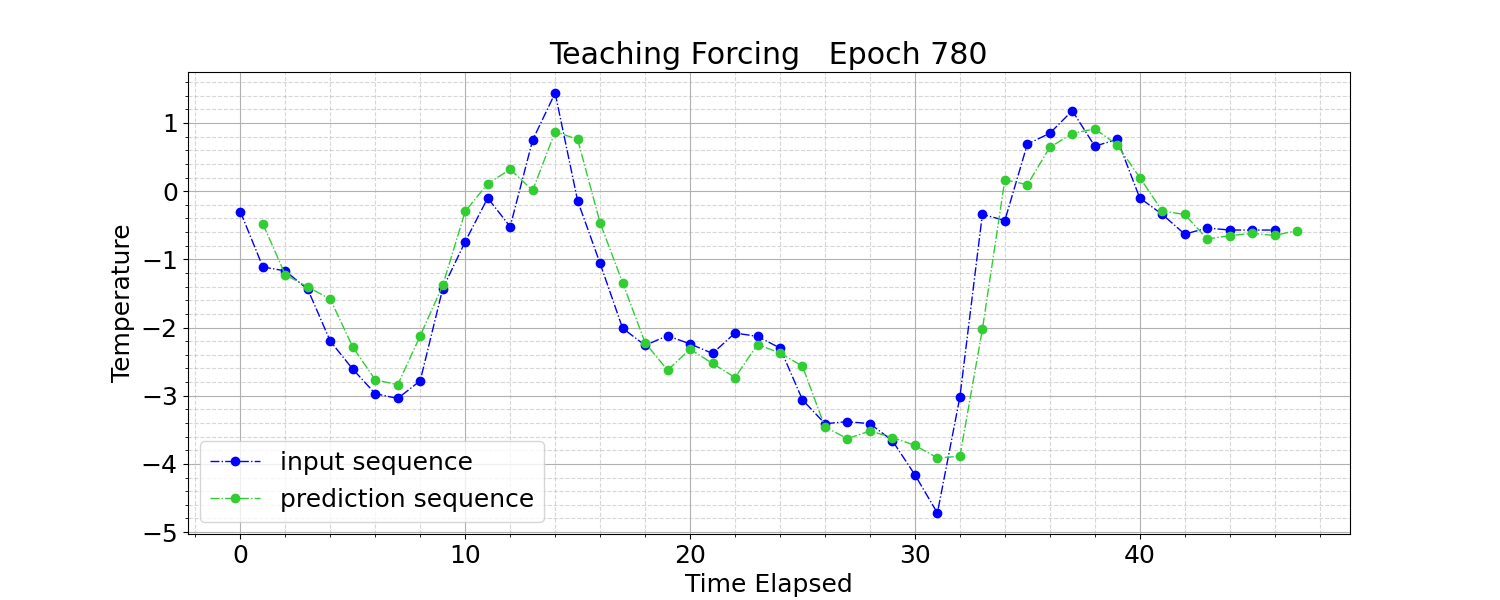 Teaching Forcing   Epoch 780
Temperature
1
0
−1
−2
−3
−4
−5
input sequence
prediction sequence
0 10 20 30 40
Time Elapsed